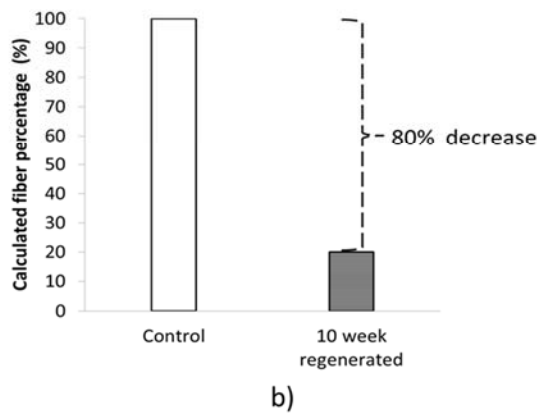 Calculated fiber percentage (%)
100
90
80
70
60
50
40
30
20
10
0
80% decrease
Control
10 week
regenerated
b)